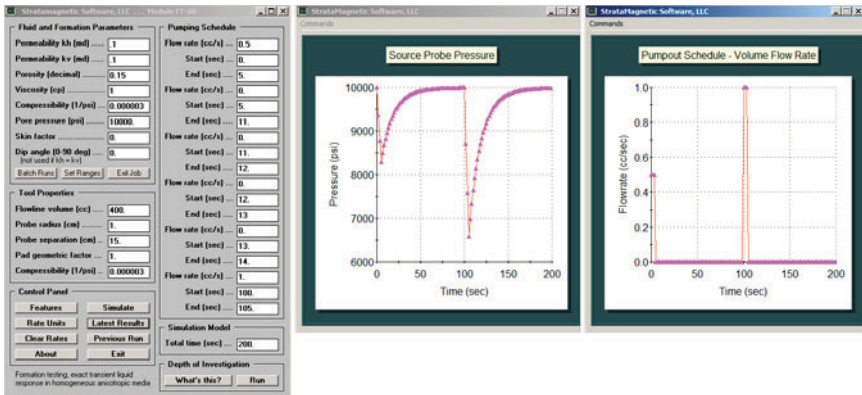 Stratamagnetic Software, LLC ... Module FT-00
Fluid and Formation Parameters
Permeability kh (md) ..... .1
Permeability kv (md) ..... .1
Porosity (decimal) ........ 0.15
Viscosity (cp) ............... 1
Compressibility (1/psi) 0.000003
Pore pressure (psi) ...... 10000.
Skin factor ................... 0.
Dip angle (0-90 deg) ... 0.
(not used if kh = kv)
Batch Runs Set Ranges Exit Job
Tool Properties
Flowline volume (cc) .... 400.
Probe radius (cm) ........ 1.
Probe separation (cm) .. 15.
Pad geometric factor ... 1.
Compressibility (1/psi) 0.000003
Control Panel
Features Simulate
Rate Units Latest Results
Clear Rates Previous Run
About Exit
Formation testing, exact transient liquid
response in homogeneous anisotropic media
Pumping Schedule
Flow rate (cc/s) ... 0.5
Start (sec) ... 0.
End (sec) ... 5.
Flow rate (cc/s) ... 0.
Start (sec) ... 5.
End (sec) ... 11.
Flow rate (cc/s) ... 0.
Start (sec) ... 11.
End (sec) ... 12.
Flow rate (cc/s) ... 0.
Start (sec) ... 12.
End (sec) ... 13
Flow rate (cc/s) ... 0.
Start (sec) ... 13.
End (sec) ... 14.
Flow rate (cc/s) ... 1.
Start (sec) ... 100.
End (sec) ... 105.
Simulation Model
Total time (sec) ... 200.
Depth of Investigation
What's this? Run
StrataMagnetic Software, LLC
Commands
Source Probe Pressure
Pressure (psi)
10000
9000
8000
7000
6000
0 50 100 150 200
Time (sec)
StrataMagnetic Software, LLC
Commands
Pumpout Schedule - Volume Flow Rate
Flowrate (cc/sec)
1.0
0.8
0.6
0.4
0.2
0.0
0 50 100 150 200
Time (sec)